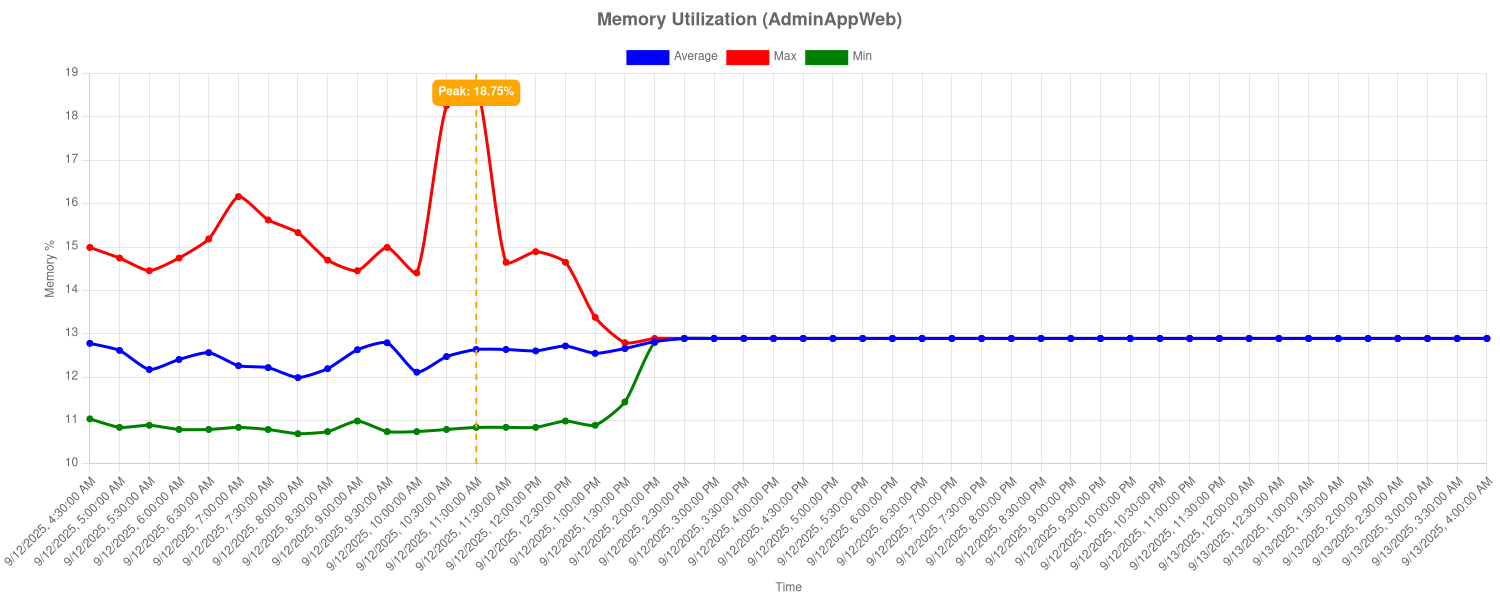 Memory Utilization (AdminAppWeb)
Average Max Min
Peak: 18.75%
19
18
17
16
15
14
13
12
11
10
Memory %
9/12/2025, 4:30:00 AM
9/12/2025, 5:00:00 AM
9/12/2025, 5:30:00 AM
9/12/2025, 6:00:00 AM
9/12/2025, 6:30:00 AM
9/12/2025, 7:00:00 AM
9/12/2025, 7:30:00 AM
9/12/2025, 8:00:00 AM
9/12/2025, 8:30:00 AM
9/12/2025, 9:00:00 AM
9/12/2025, 9:30:00 AM
9/12/2025, 10:00:00 AM
9/12/2025, 10:30:00 AM
9/12/2025, 11:00:00 AM
9/12/2025, 11:30:00 AM
9/12/2025, 12:00:00 PM
9/12/2025, 12:30:00 PM
9/12/2025, 1:00:00 PM
9/12/2025, 1:30:00 PM
9/12/2025, 2:00:00 PM
9/12/2025, 2:30:00 PM
9/12/2025, 3:00:00 PM
9/12/2025, 3:30:00 PM
9/12/2025, 4:00:00 PM
9/12/2025, 4:30:00 PM
9/12/2025, 5:00:00 PM
9/12/2025, 5:30:00 PM
9/12/2025, 6:00:00 PM
9/12/2025, 6:30:00 PM
9/12/2025, 7:00:00 PM
9/12/2025, 7:30:00 PM
9/12/2025, 8:00:00 PM
9/12/2025, 8:30:00 PM
9/12/2025, 9:00:00 PM
9/12/2025, 9:30:00 PM
9/12/2025, 10:00:00 PM
9/12/2025, 10:30:00 PM
9/12/2025, 11:00:00 PM
9/12/2025, 11:30:00 PM
9/13/2025, 12:00:00 AM
9/13/2025, 12:30:00 AM
9/13/2025, 1:00:00 AM
9/13/2025, 1:30:00 AM
9/13/2025, 2:00:00 AM
9/13/2025, 2:30:00 AM
9/13/2025, 3:00:00 AM
9/13/2025, 3:30:00 AM
9/13/2025, 4:00:00 AM
Time